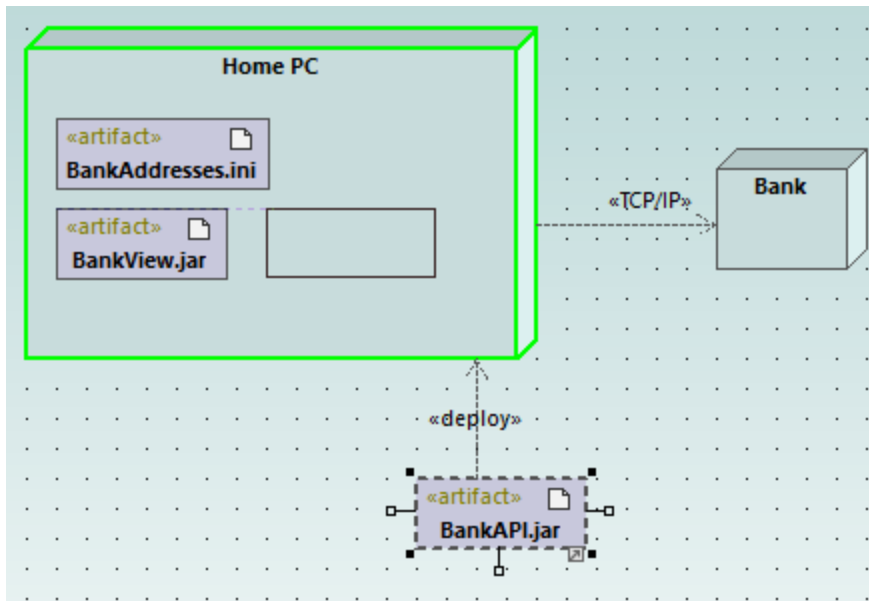 Home PC
«artifact»
BankAddresses.ini
«artifact»
BankView.jar
«TCP/IP»
Bank
«deploy»
«artifact»
BankAPI.jar